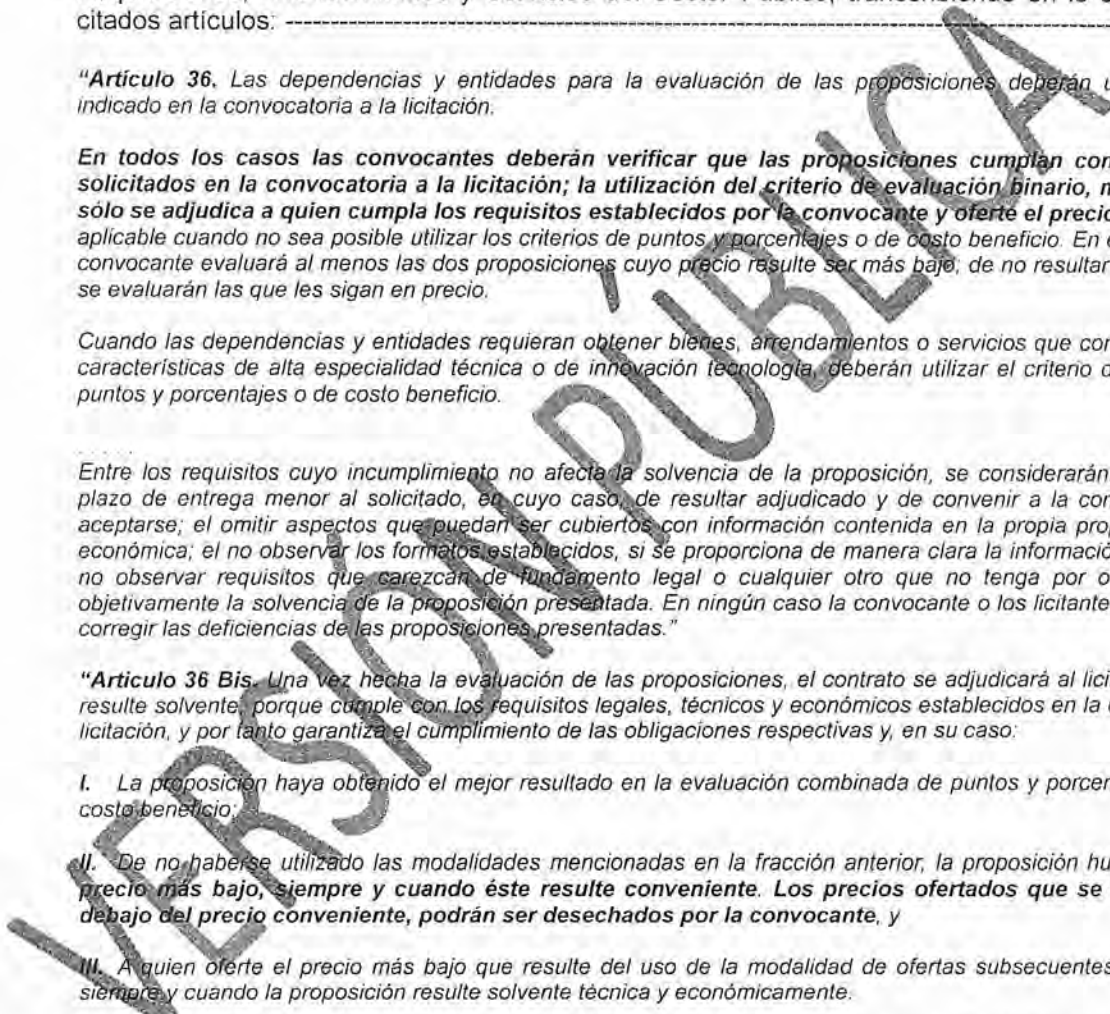 citados artículos: ------------------------------------------------------------
"Artículo 36. Las dependencias y entidades para la evaluación de las proposiciones deberán
indicado en la convocatoria a la licitación.
En todos los casos las convocantes deberán verificar que las proposiciones cumplan con
solicitados en la convocatoria a la licitación; la utilización del criterio de evaluación binario,
sólo se adjudica a quien cumpla los requisitos establecidos por la convocante y oferte el precio
aplicable cuando no sea posible utilizar los criterios de puntos y porcentajes o de costo beneficio. En
convocante evaluará al menos las dos proposiciones cuyo precio resulte ser más bajo; de no resultar
se evaluarán las que les sigan en precio.
Cuando las dependencias y entidades requieran obtener bienes, arrendamientos o servicios que
características de alta especialidad técnica o de innovación tecnología, deberán utilizar el criterio
puntos y porcentajes o de costo beneficio.
......
Entre los requisitos cuyo incumplimiento no afecta la solvencia de la proposición, se considerarán
plazo de entrega menor al solicitado, en cuyo caso, de resultar adjudicado y de convenir a la
aceptarse; el omitir aspectos que puedan ser cubiertos con información contenida en la propia
económica; el no observar los formatos establecidos, si se proporciona de manera clara la
no observar requisitos que carezcan de fundamento legal o cualquier otro que no tenga por
objetivamente la solvencia de la proposición presentada. En ningún caso la convocante o los
corregir las deficiencias de las proposiciones presentadas."
"Artículo 36 Bis. Una vez hecha la evaluación de las proposiciones, el contrato se adjudicará al
resulte solvente, porque cumple con los requisitos legales, técnicos y económicos establecidos en la
licitación, y por tanto garantiza el cumplimiento de las obligaciones respectivas y, en su caso:
I. La proposición haya obtenido el mejor resultado en la evaluación combinada de puntos y
costo beneficio;
II. De no haberse utilizado las modalidades mencionadas en la fracción anterior, la proposición
precio más bajo, siempre y cuando éste resulte conveniente. Los precios ofertados que se
debajo del precio conveniente, podrán ser desechados por la convocante, y
III. A quien oferte el precio más bajo que resulte del uso de la modalidad de ofertas subsecuentes
siempre y cuando la proposición resulte solvente técnica y económicamente.
VERSIÓN PÚBLICA